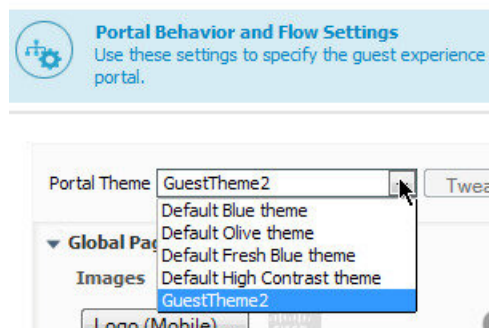 Portal Behavior and Flow Settings
Use these settings to specify the guest experience
portal.
Portal Theme GuestTheme2
Default Blue theme
Default Olive theme
Default Fresh Blue theme
Default High Contrast theme
GuestTheme2
Global
Images
Logo (Mobile)